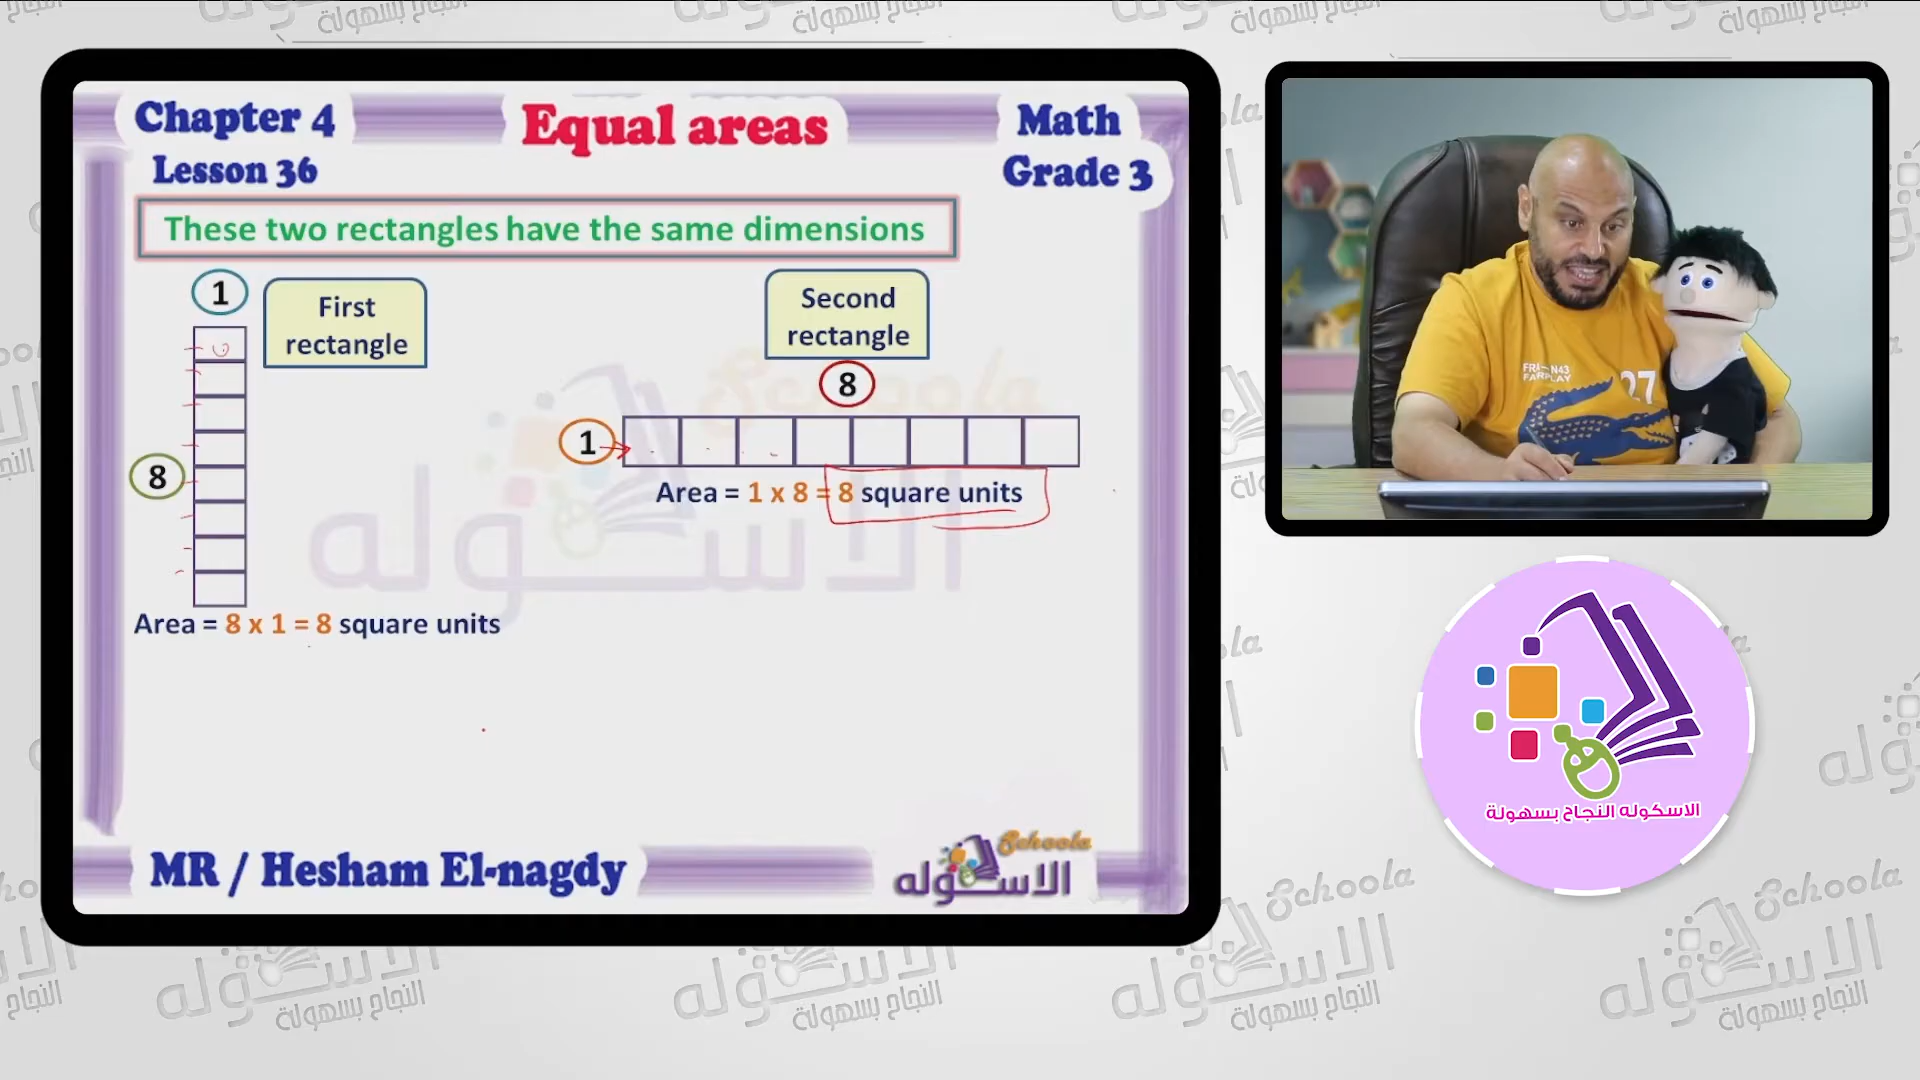 Chapter 4
Lesson 36
Equal areas
Math
Grade 3
These two rectangles have the same dimensions
1
First
rectangle
8
Area = 8 x 1 = 8 square units
Second
rectangle
8
1
Area = 1 x 8 = 8 square units
MR / Hesham El-nagdy
Schoola
الاسكوله
FR N43
FAIRPLAY
27
الاسكوله النجاح بسهولة